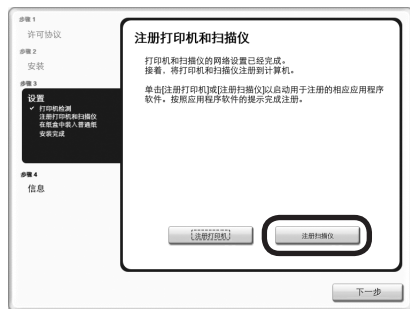 步骤 1
许可协议
步骤 2
安装
步骤 3
设置
✓ 打印机检测
注册打印机和扫描仪
在纸盒中装入普通纸
安装完成
步骤 4
信息
注册打印机和扫描仪
打印机和扫描仪的网络设置已经完成。
接着，将打印机和扫描仪注册到计算机。
单击[注册打印机]或[注册扫描仪]以启动用于注册的相应应用程序
软件。按照应用程序软件的提示完成注册。
注册打印机
注册扫描仪
下一步